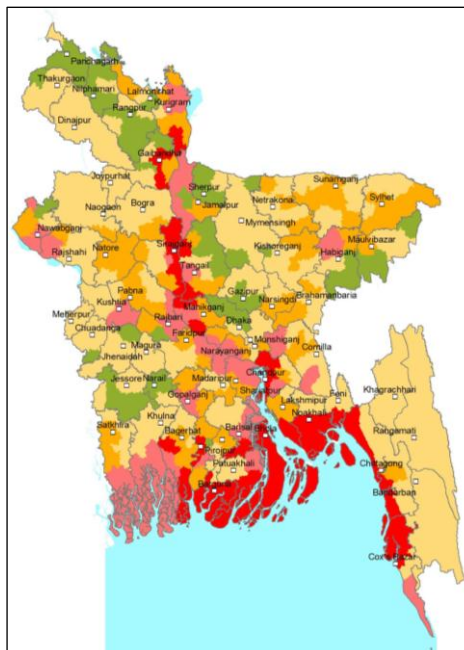 Panchagarh
Thakurgaon
Nilphamari
Lalmonirhat
Rangpur
Kurigram
Dinajpur
Gaibandha
Joypurhat
Sherpur
Sunamganj
Bogra
Jamalpur
Netrakona
Sylhet
Naogaon
Mymensingh
Nawabganj
Sirajganj
Kishoreganj
Maulvibazar
Rajshahi
Natore
Tangail
Habiganj
Pabna
Gazipur
Kushtia
Manikganj
Narsingdi
Brahamanbaria
Meherpur
Rajbari
Dhaka
Chuadanga
Faridpur
Munshiganj
Magura
Narayanganj
Comilla
Jhenaidah
Chandpur
Khagrachhari
Jessore
Narail
Madaripur
Shariatpur
Feni
Gopalganj
Lakshmipur
Khulna
Noakhali
Rangamati
Satkhira
Bagerhat
Barisal
Bhola
Pirojpur
Chittagong
Patuakhali
Bandarban
Barguna
Cox's Bazar